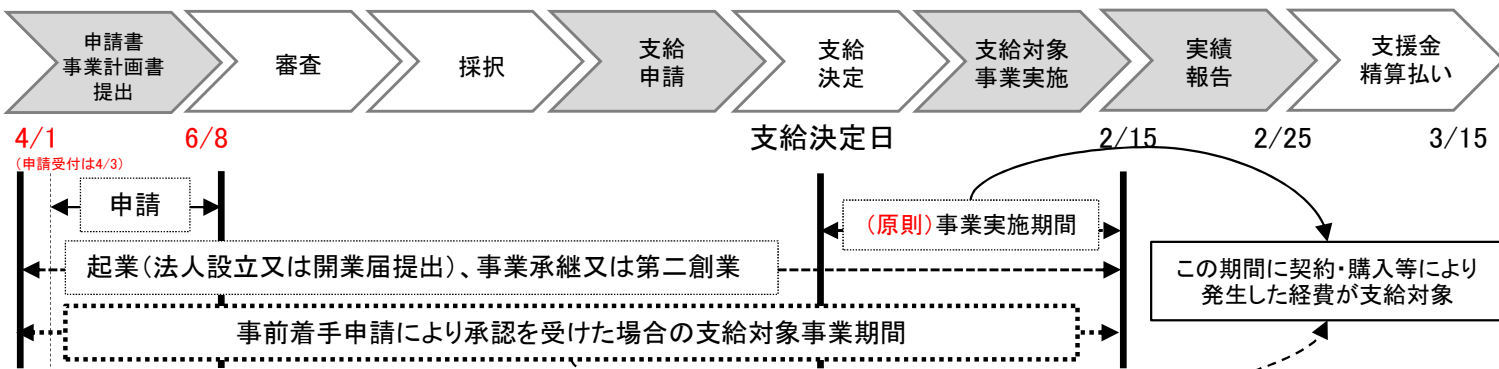 申請書
事業計画書
提出
審査
採択
支給
申請
支給
決定
支給対象
事業実施
実績
報告
支援金
精算払い
4/1
6/8
支給決定日
2/15
2/25
3/15
(申請受付は4/3)
申請
(原則)事業実施期間
起業(法人設立又は開業届提出)、事業承継又は第二創業
この期間に契約・購入等により
発生した経費が支給対象
事前着手申請により承認を受けた場合の支給対象事業期間